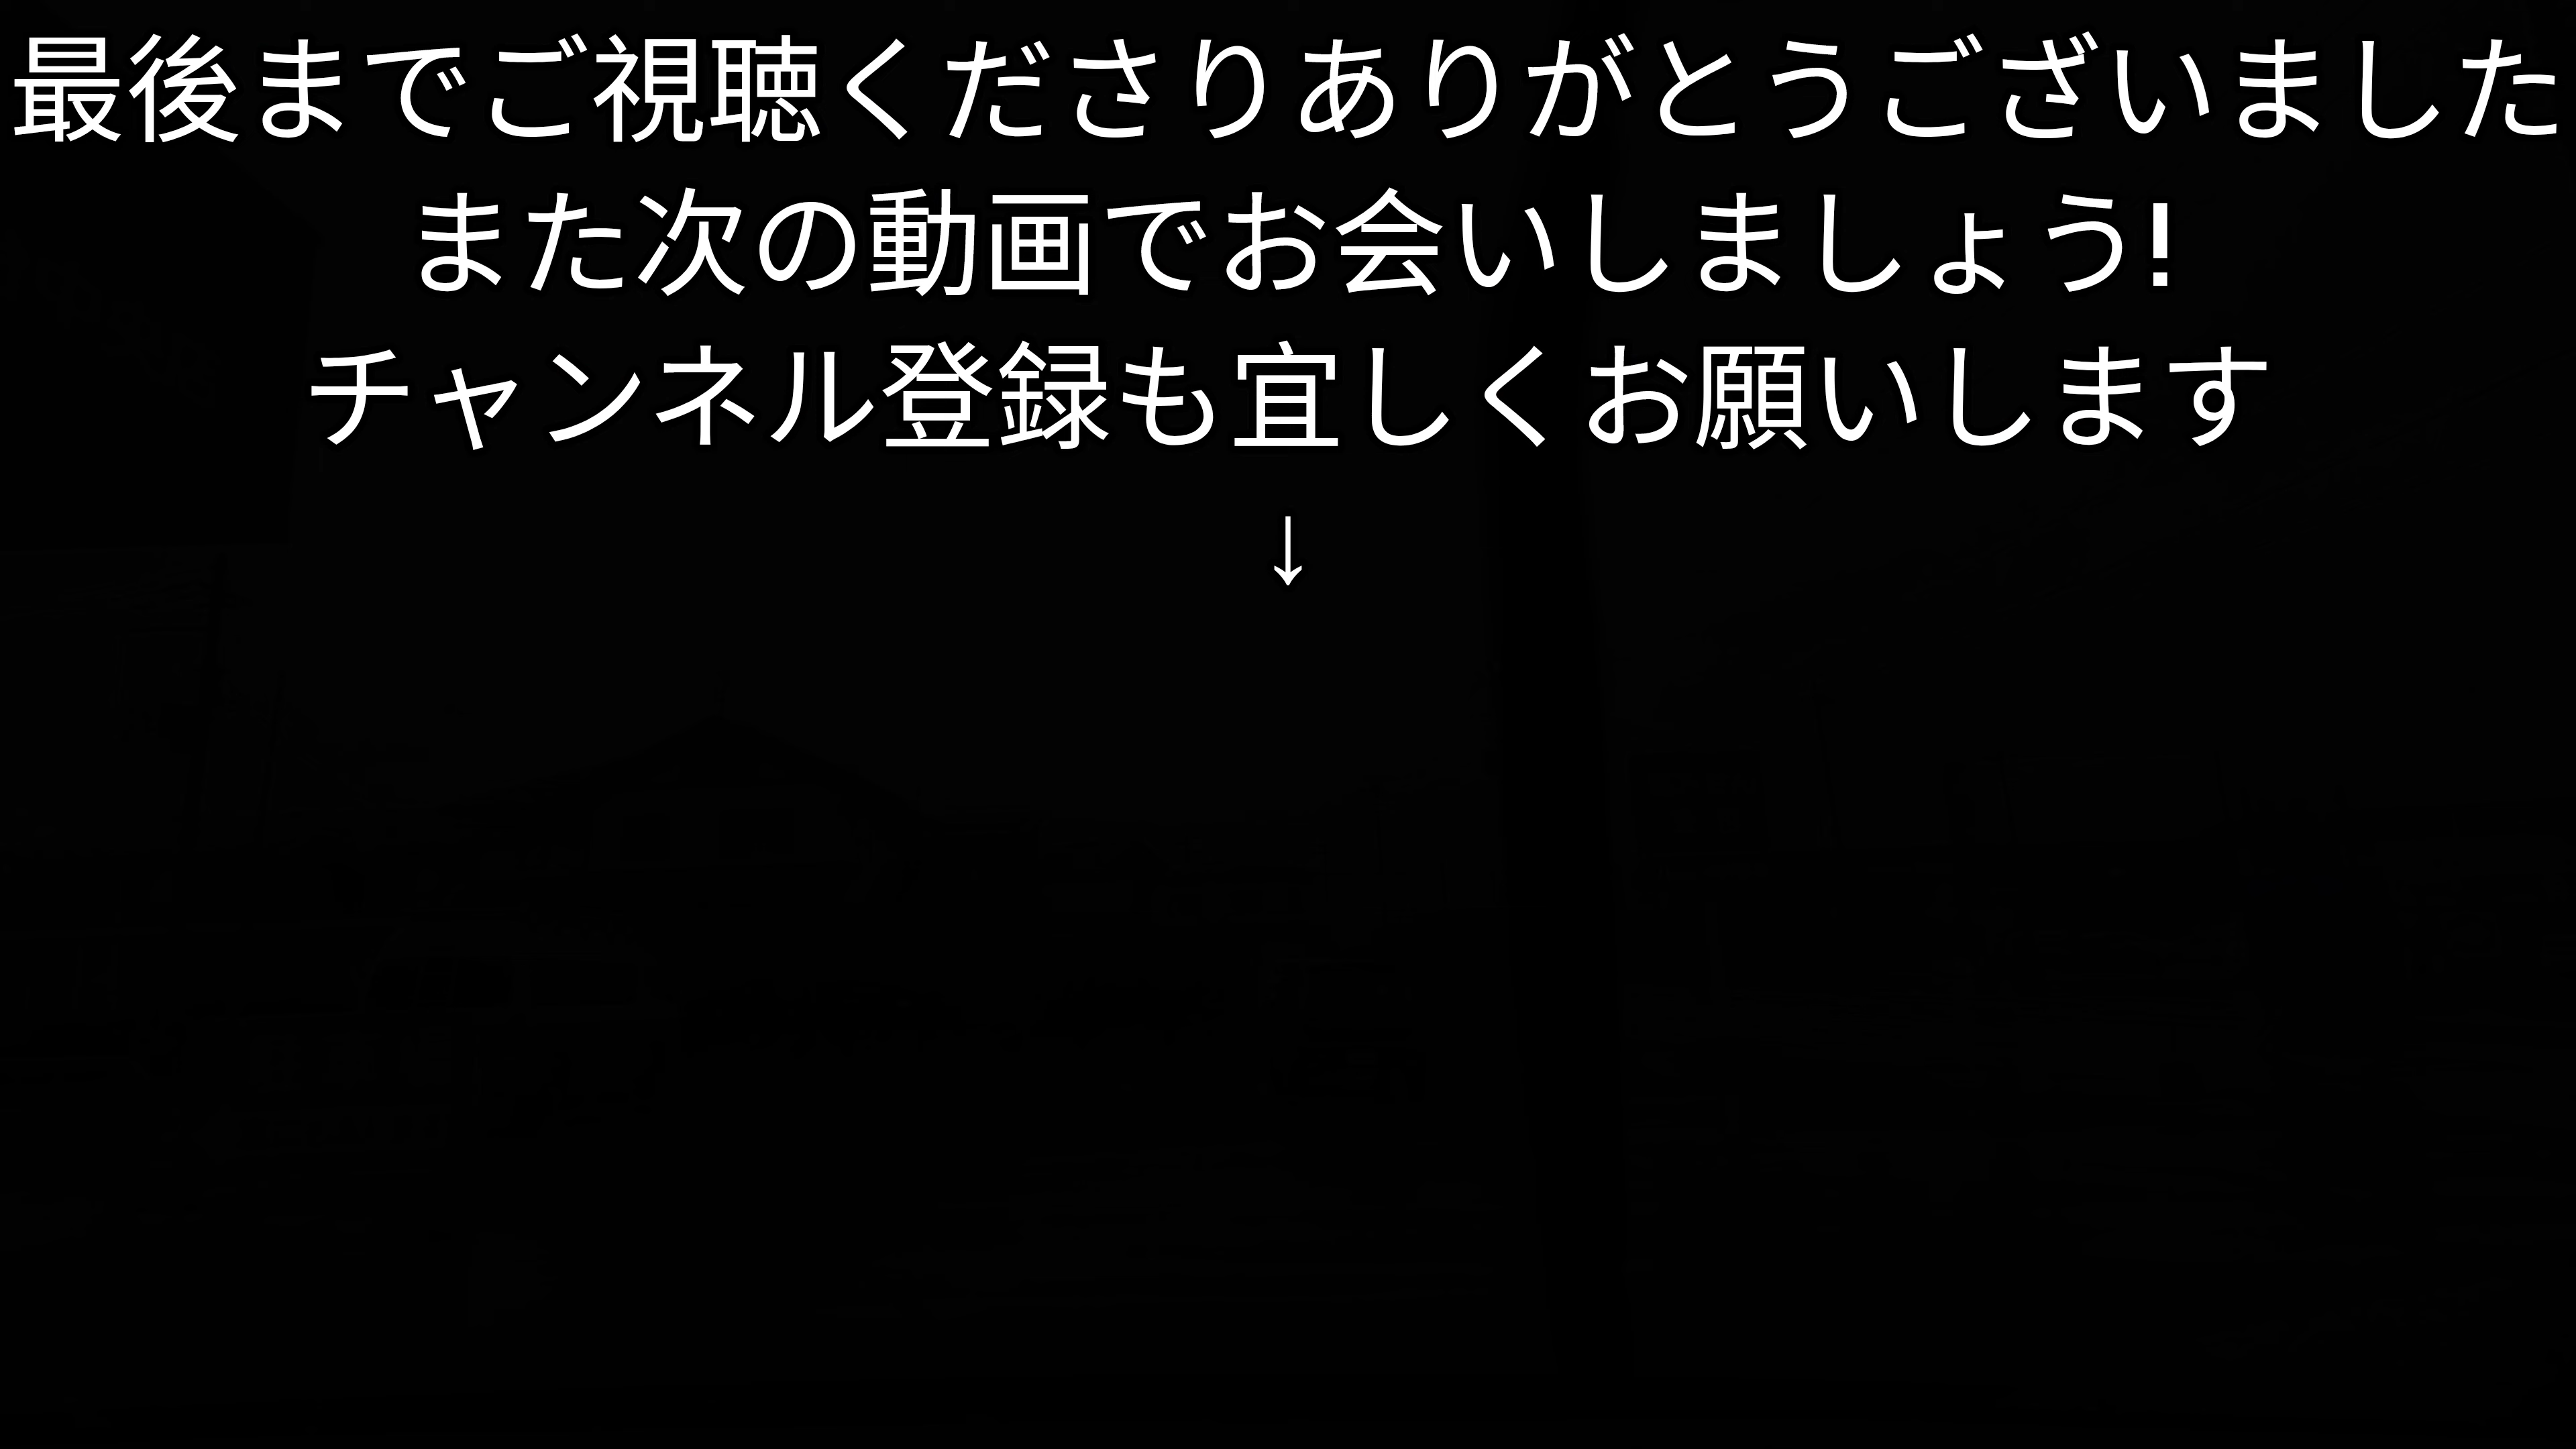 最後までご視聴くださりありがとうございました
また次の動画でお会いしましょう!
チャンネル登録も宜しくお願いします
↓